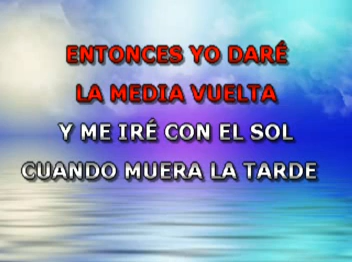 ENTONCES YO DARÉ
LA MEDIA VUELTA
Y ME IRÉ CON EL SOL
CUANDO MUERA LA TARDE